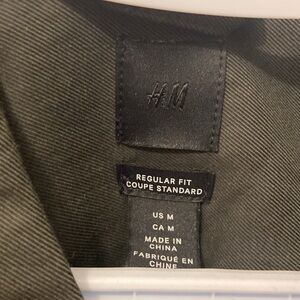 H&M
REGULAR FIT
COUPE STANDARD
US M
CA M
MADE IN
CHINA
FABRIQUÉ EN
CHINE